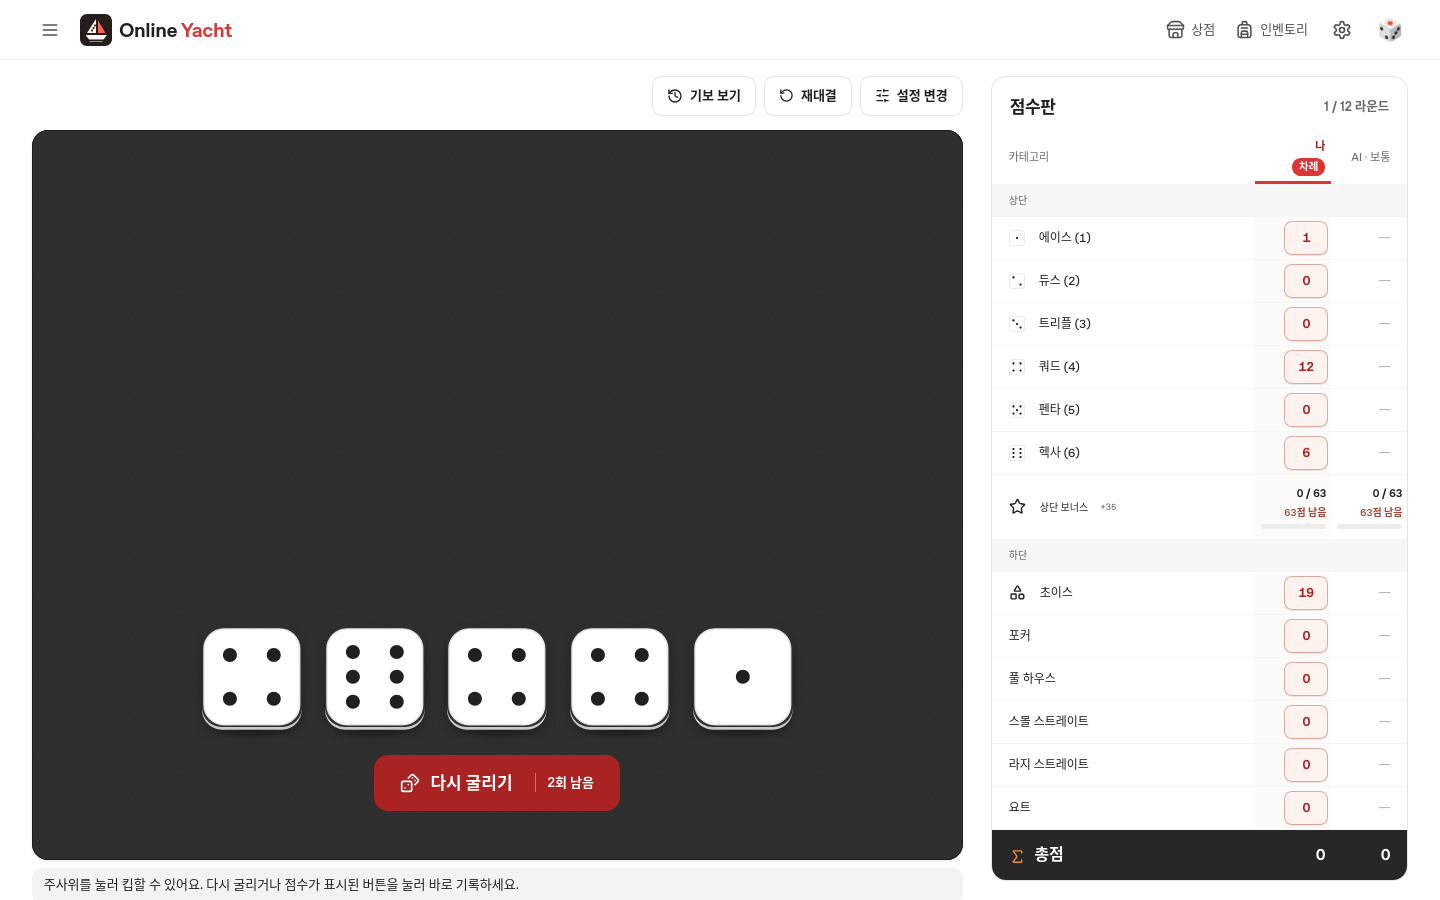 Online Yacht
상점
인벤토리
기보 보기
재대결
설정 변경
점수판
1 / 12 라운드
카테고리
나
차례
AI · 보통
상단
에이스 (1) 1 —
듀스 (2) 0 —
트리플 (3) 0 —
쿼드 (4) 12 —
펜타 (5) 0 —
헥사 (6) 6 —
상단 보너스 +35
0 / 63 0 / 63
63점 남음 63점 남음
하단
초이스 19 —
포커 0 —
풀 하우스 0 —
스몰 스트레이트 0 —
라지 스트레이트 0 —
요트 0 —
총점 0 0
다시 굴리기 2회 남음
주사위를 눌러 킵할 수 있어요. 다시 굴리거나 점수가 표시된 버튼을 눌러 바로 기록하세요.